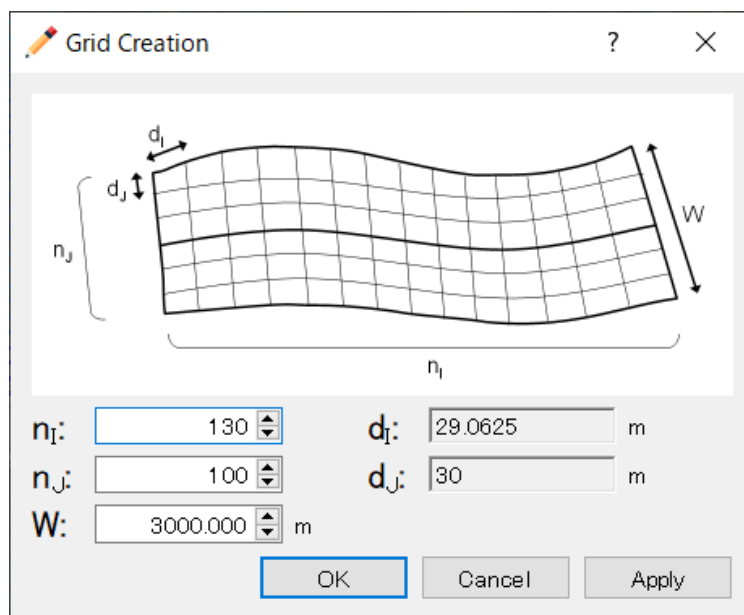 Grid Creation ? ×
dI
dJ
W
nJ
nI
nI: 130 dI: 29.0625 m
nJ: 100 dJ: 30 m
W: 3000.000 m
OK Cancel Apply